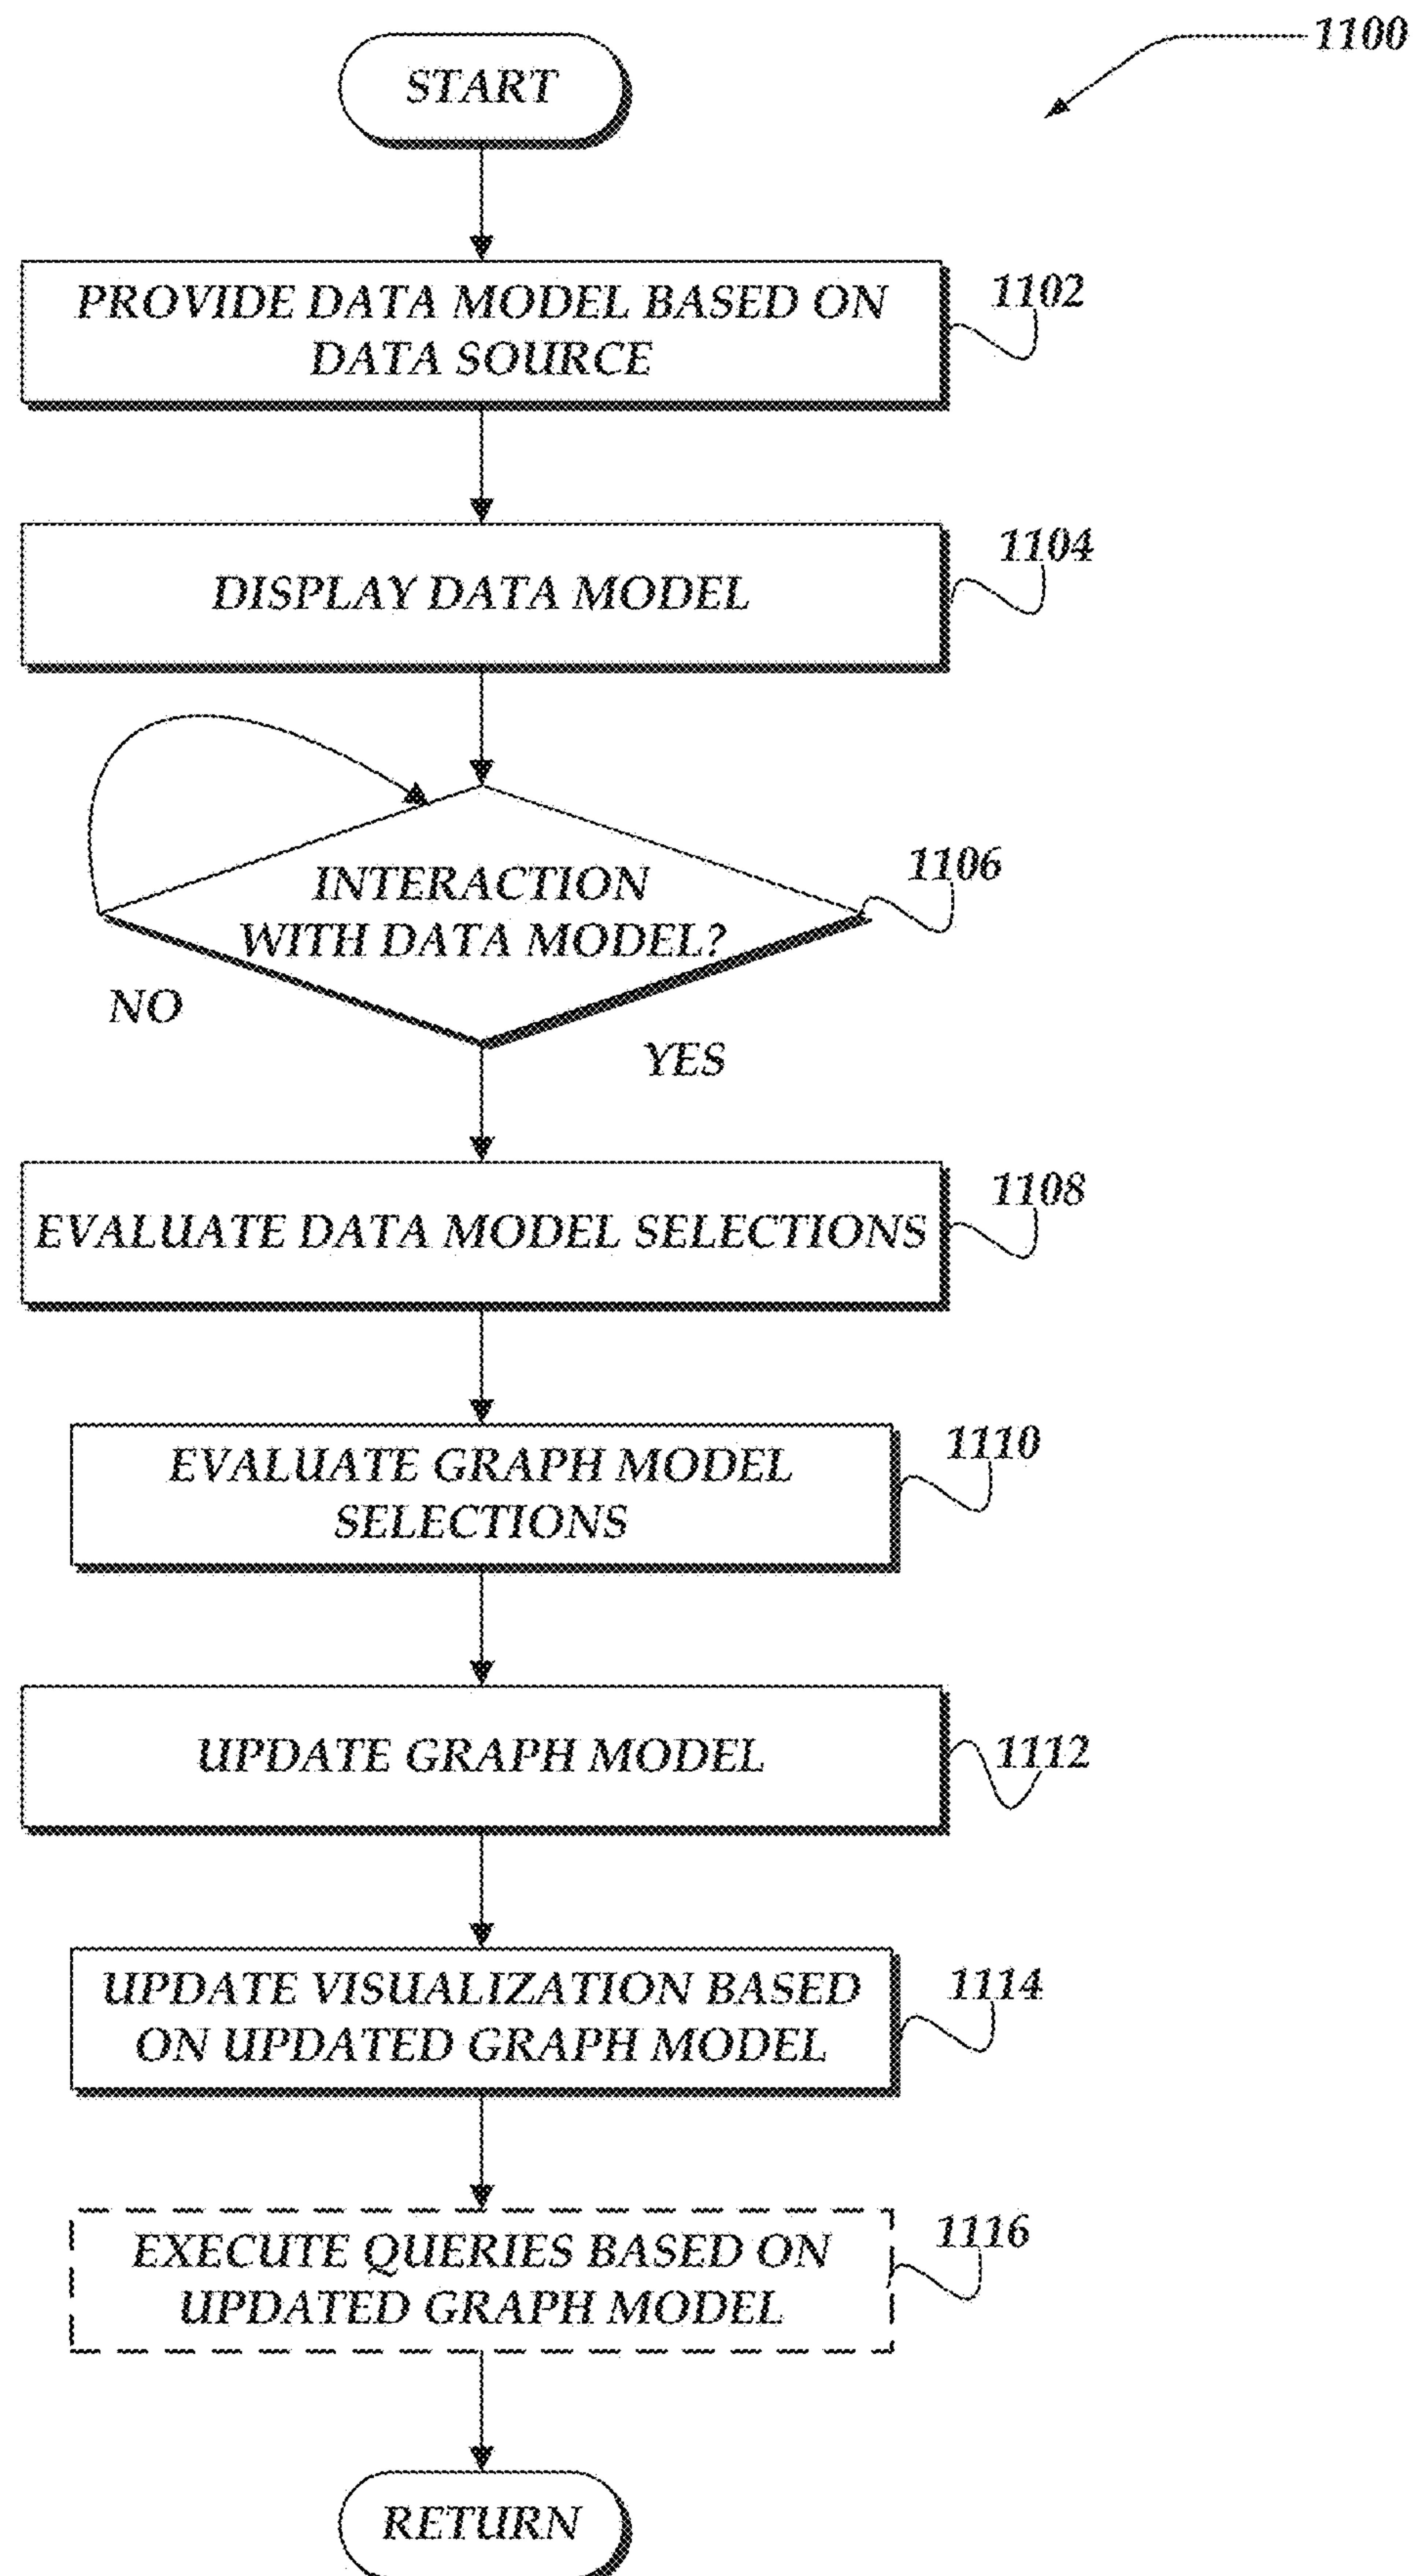 1100
START
PROVIDE DATA MODEL BASED ON
DATA SOURCE
1102
DISPLAY DATA MODEL
1104
INTERACTION
WITH DATA MODEL?
1106
NO
YES
EVALUATE DATA MODEL SELECTIONS
1108
EVALUATE GRAPH MODEL
SELECTIONS
1110
UPDATE GRAPH MODEL
1112
UPDATE VISUALIZATION BASED
ON UPDATED GRAPH MODEL
1114
EXECUTE QUERIES BASED ON
UPDATED GRAPH MODEL
1116
RETURN